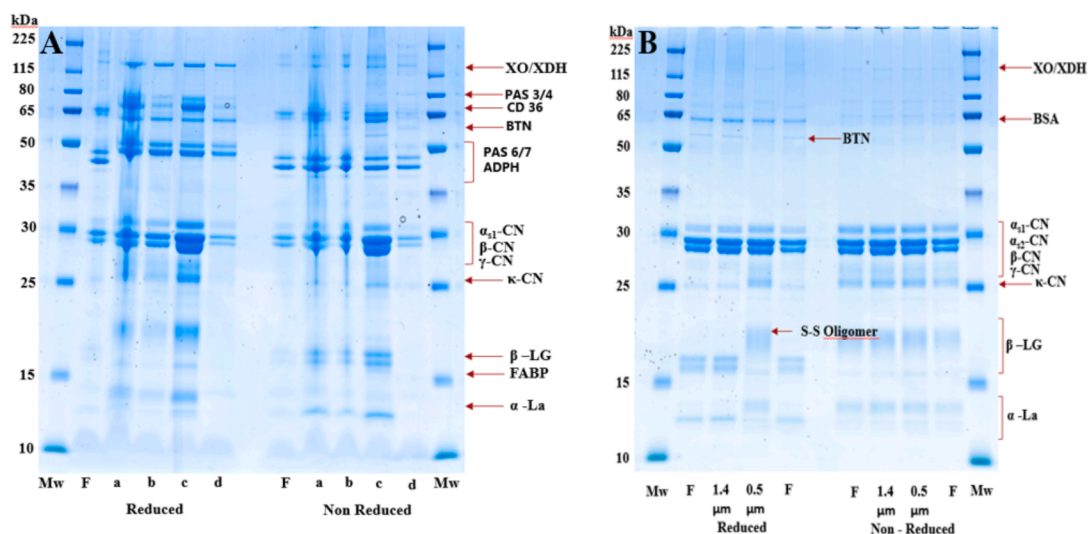 kDa
225
115
80
65
50
35
30
25
15
10
A
XO/XDH
PAS 3/4
CD 36
BTN
PAS 6/7
ADPH
αs1-CN
β-CN
γ-CN
κ-CN
β –LG
FABP
α -La
Mw F a b c d F a b c d Mw
Reduced Non Reduced
kDa
225
115
80
65
50
35
30
25
15
10
B
XO/XDH
BSA
BTN
αs1-CN
αs2-CN
β-CN
γ-CN
κ-CN
S-S Oligomer
β –LG
α -La
Mw F 1.4 0.5 F F 1.4 0.5 F Mw
μm μm μm μm
Reduced Non - Reduced